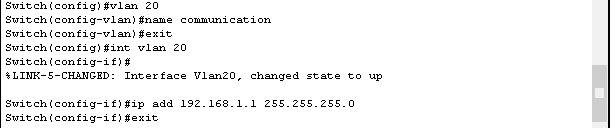 Switch(config)#vlan 20
Switch(config-vlan)#name communication
Switch(config-vlan)#exit
Switch(config)#int vlan 20
Switch(config-if)#
%LINK-5-CHANGED: Interface Vlan20, changed state to up
Switch(config-if)#ip add 192.168.1.1 255.255.255.0
Switch(config-if)#exit